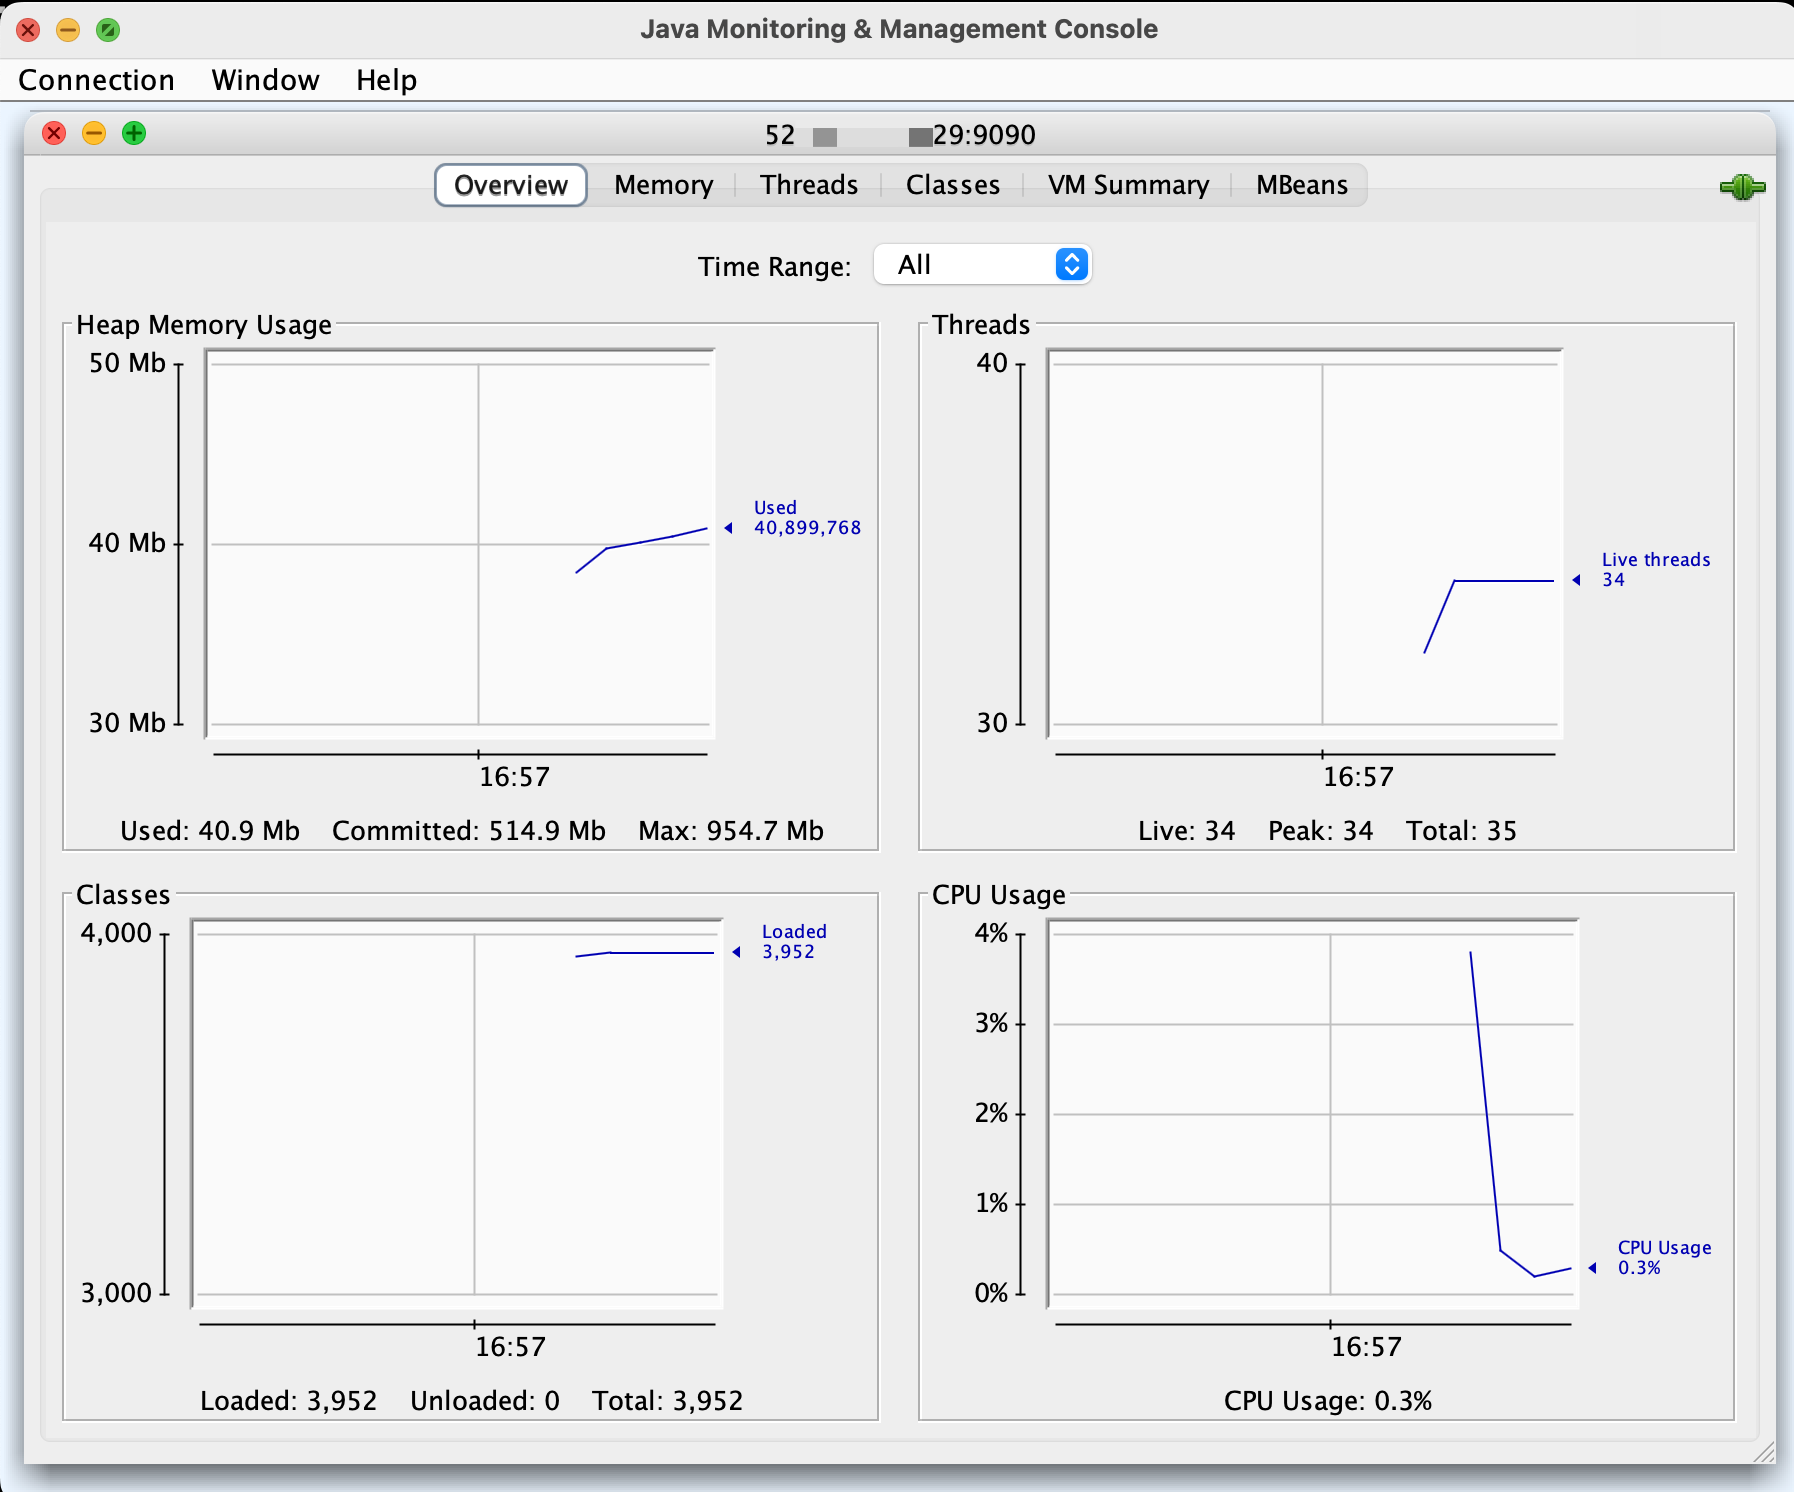 Java Monitoring & Management Console
Connection Window Help
52 29:9090
Overview Memory Threads Classes VM Summary MBeans
Time Range: All
Heap Memory Usage
50 Mb
40 Mb
30 Mb
Used
40,899,768
16:57
Used: 40.9 Mb Committed: 514.9 Mb Max: 954.7 Mb
Threads
40
30
Live threads
34
16:57
Live: 34 Peak: 34 Total: 35
Classes
4,000
3,000
Loaded
3,952
16:57
Loaded: 3,952 Unloaded: 0 Total: 3,952
CPU Usage
4%
3%
2%
1%
0%
CPU Usage
0.3%
16:57
CPU Usage: 0.3%